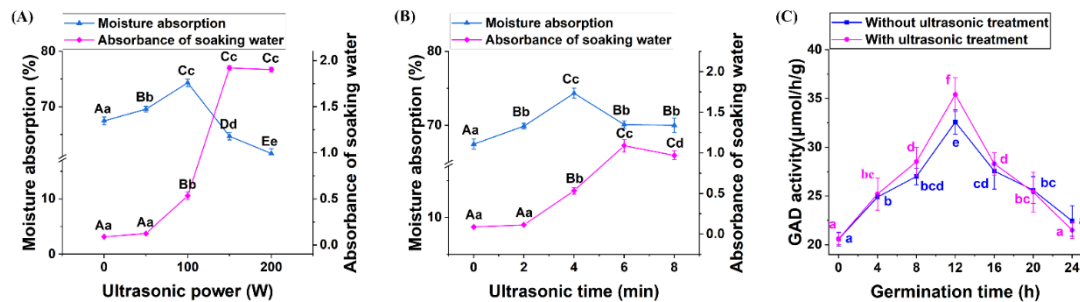 (A)
Moisture absorption
Absorbance of soaking water
Moisture absorption (%)
80
70
10
0
Aa
Bb
Cc
Dd
Ee
Aa
Aa
Bb
Cc
Cc
2.0
1.5
1.0
0.5
0.0
Absorbance of soaking water
0 100 150 200
Ultrasonic power (W)
(B)
Moisture absorption
Absorbance of soaking water
Moisture absorption (%)
80
70
10
Aa
Bb
Cc
Bb
Bb
Aa
Aa
Bb
Cc
Cd
2.0
1.5
1.0
0.5
0.0
Absorbance of soaking water
0 2 4 6 8
Ultrasonic time (min)
(C)
Without ultrasonic treatment
With ultrasonic treatment
GAD activity(μmol/h/g)
40
35
30
25
20
a
a
bc
b
d
bcd
f
e
d
cd
bc
bc
a
0 4 8 12 16 20 24
Germination time (h)